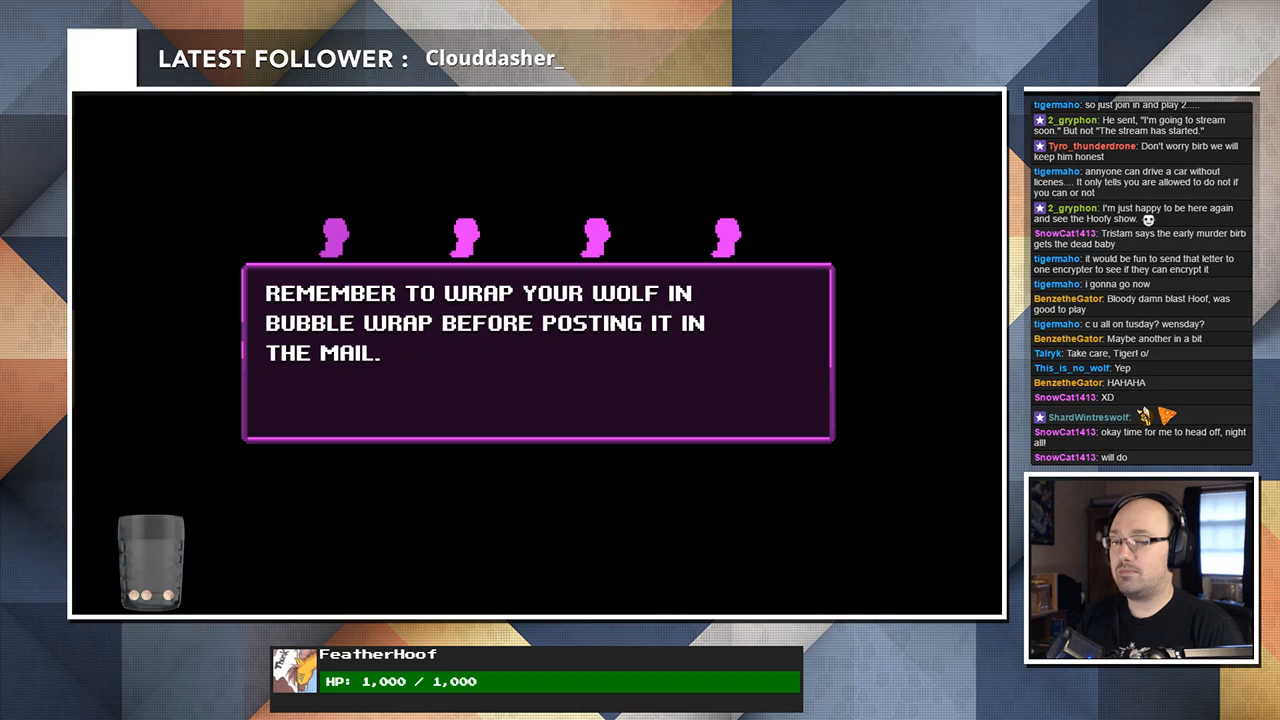 LATEST FOLLOWER : Clouddasher_
REMEMBER TO WRAP YOUR WOLF IN
BUBBLE WRAP BEFORE POSTING IT IN
THE MAIL.
tigermaho: so just join in and play 2.....
2_gryphon: He sent, "I'm going to stream
soon." But not "The stream has started."
Tyro_thunderdrone: Don't worry birb we will
keep him honest
tigermaho: annyone can drive a car without
licenes.... It only tells you are allowed to do not if
you can or not
2_gryphon: I'm just happy to be here again
and see the Hoofy show.
SnowCat1413: Tristam says the early murder birb
gets the dead baby
tigermaho: it would be fun to send that letter to
one encrypter to see if they can encrypt it
tigermaho: i gonna go now
BenzetheGator: Bloody damn blast Hoof, was
good to play
tigermaho: c u all on tusday? wensday?
BenzetheGator: Maybe another in a bit
Talryk: Take care, Tiger! o/
This_is_no_wolf: Yep
BenzetheGator: HAHAHA
SnowCat1413: XD
ShardWintreswolf:
SnowCat1413: okay time for me to head off, night
all!
SnowCat1413: will do
FeatherHoof
HP: 1,000 / 1,000